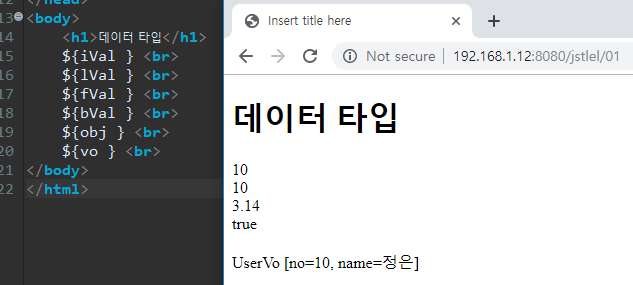 </head>
13 <body>
14 <h1>데이터 타입</h1>
15 ${iVal } <br>
16 ${lVal } <br>
17 ${fVal } <br>
18 ${bVal } <br>
19 ${obj } <br>
20 ${vo } <br>
21 </body>
22 </html>
Insert title here
Not secure | 192.168.1.12:8080/jstlel/01
데이터 타입
10
10
3.14
true
UserVo [no=10, name=정은]